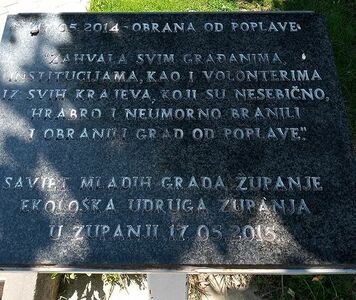 .05.2014-OBRANA OD POPLAVE
"ZAHVALA SVIM GRAĐANIMA,
INSTITUCIJAMA, KAO I VOLONTERIMA
IZ SVIH KRAJEVA, KOJI SU NESEBIČNO,
HRABRO I NEUMORNO BRANILI
I OBRANILI GRAD OD POPLAVE."
SAVJET MLADIH GRADA ŽUPANJE
EKOLOŠKA UDRUGA ŽUPANJA
U ŽUPANJI, 17.05.2015.